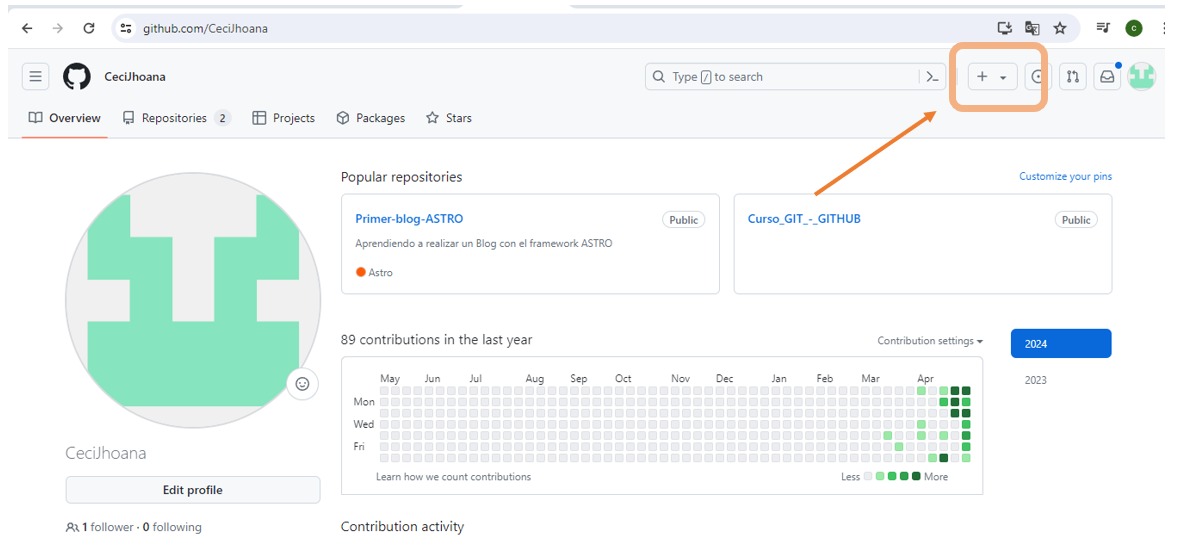 github.com/CeciJhoana
C
CeciJhoana
Type / to search
Overview
Repositories 2
Projects
Packages
Stars
Popular repositories
Customize your pins
Primer-blog-ASTRO
Public
Aprendiendo a realizar un Blog con el framework ASTRO
Astro
Curso_GIT_-_GITHUB
Public
89 contributions in the last year
Contribution settings
2024
2023
May Jun Jul Aug Sep Oct Nov Dec Jan Feb Mar Apr
Mon
Wed
Fri
Learn how we count contributions
Less More
CeciJhoana
Edit profile
1 follower · 0 following
Contribution activity